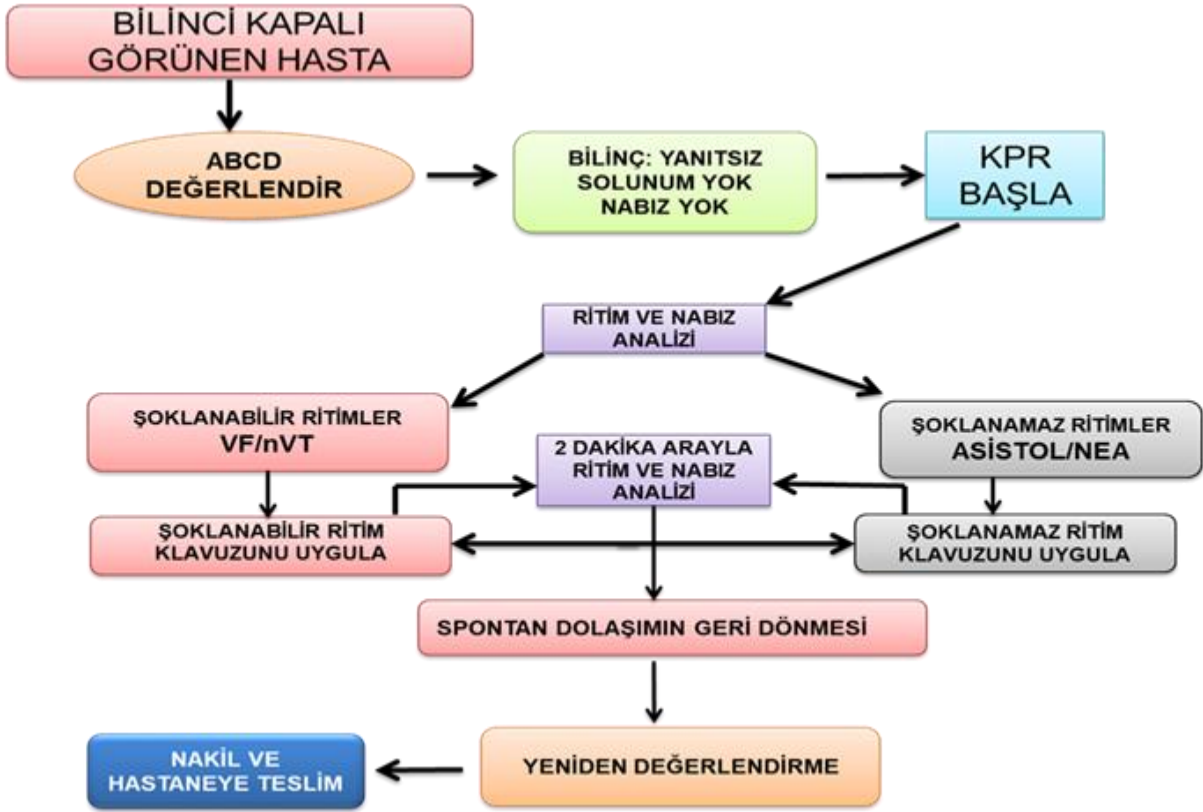 BİLİNCİ KAPALI
GÖRÜNEN HASTA
ABCD
DEĞERLENDİR
BİLİNÇ: YANITSIZ
SOLUNUM YOK
NABIZ YOK
KPR
BAŞLA
RİTİM VE NABIZ
ANALİZİ
ŞOKLANABİLİR RİTİMLER
VF/nVT
2 DAKİKA ARAYLA
RİTİM VE NABIZ
ANALİZİ
ŞOKLANAMAZ RİTİMLER
ASİSTOL/NEA
ŞOKLANABİLİR RİTİM
KLAVUZUNU UYGULA
ŞOKLANAMAZ RİTİM
KLAVUZUNU UYGULA
SPONTAN DOLAŞIMIN GERİ DÖNMESİ
YENİDEN DEĞERLENDİRME
NAKİL VE
HASTANEYE TESLİM